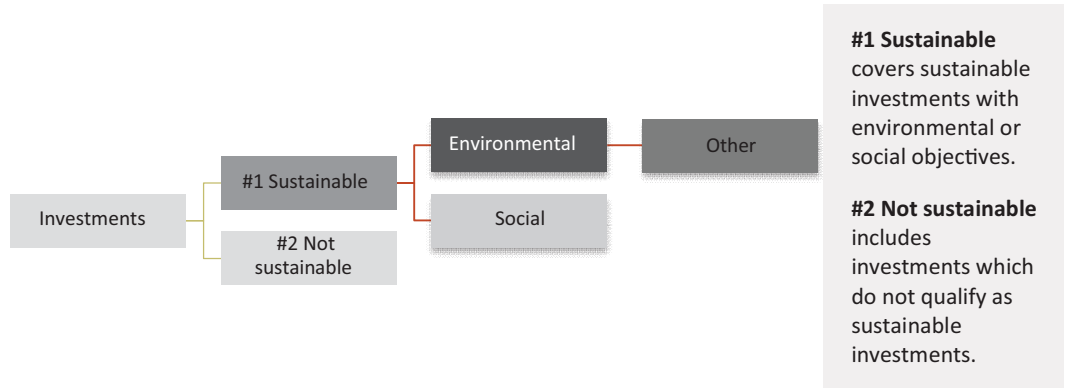 Investments
#1 Sustainable
#2 Not
sustainable
Environmental
Social
Other
#1 Sustainable
covers sustainable
investments with
environmental or
social objectives.
#2 Not sustainable
includes
investments which
do not qualify as
sustainable
investments.